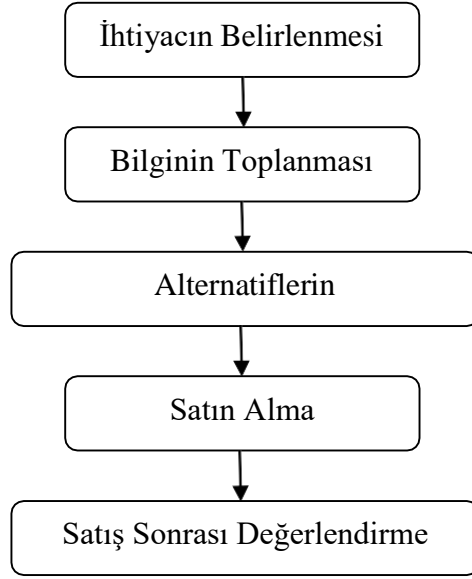 İhtiyacın Belirlenmesi
Bilginin Toplanması
Alternatiflerin
Satın Alma
Satış Sonrası Değerlendirme